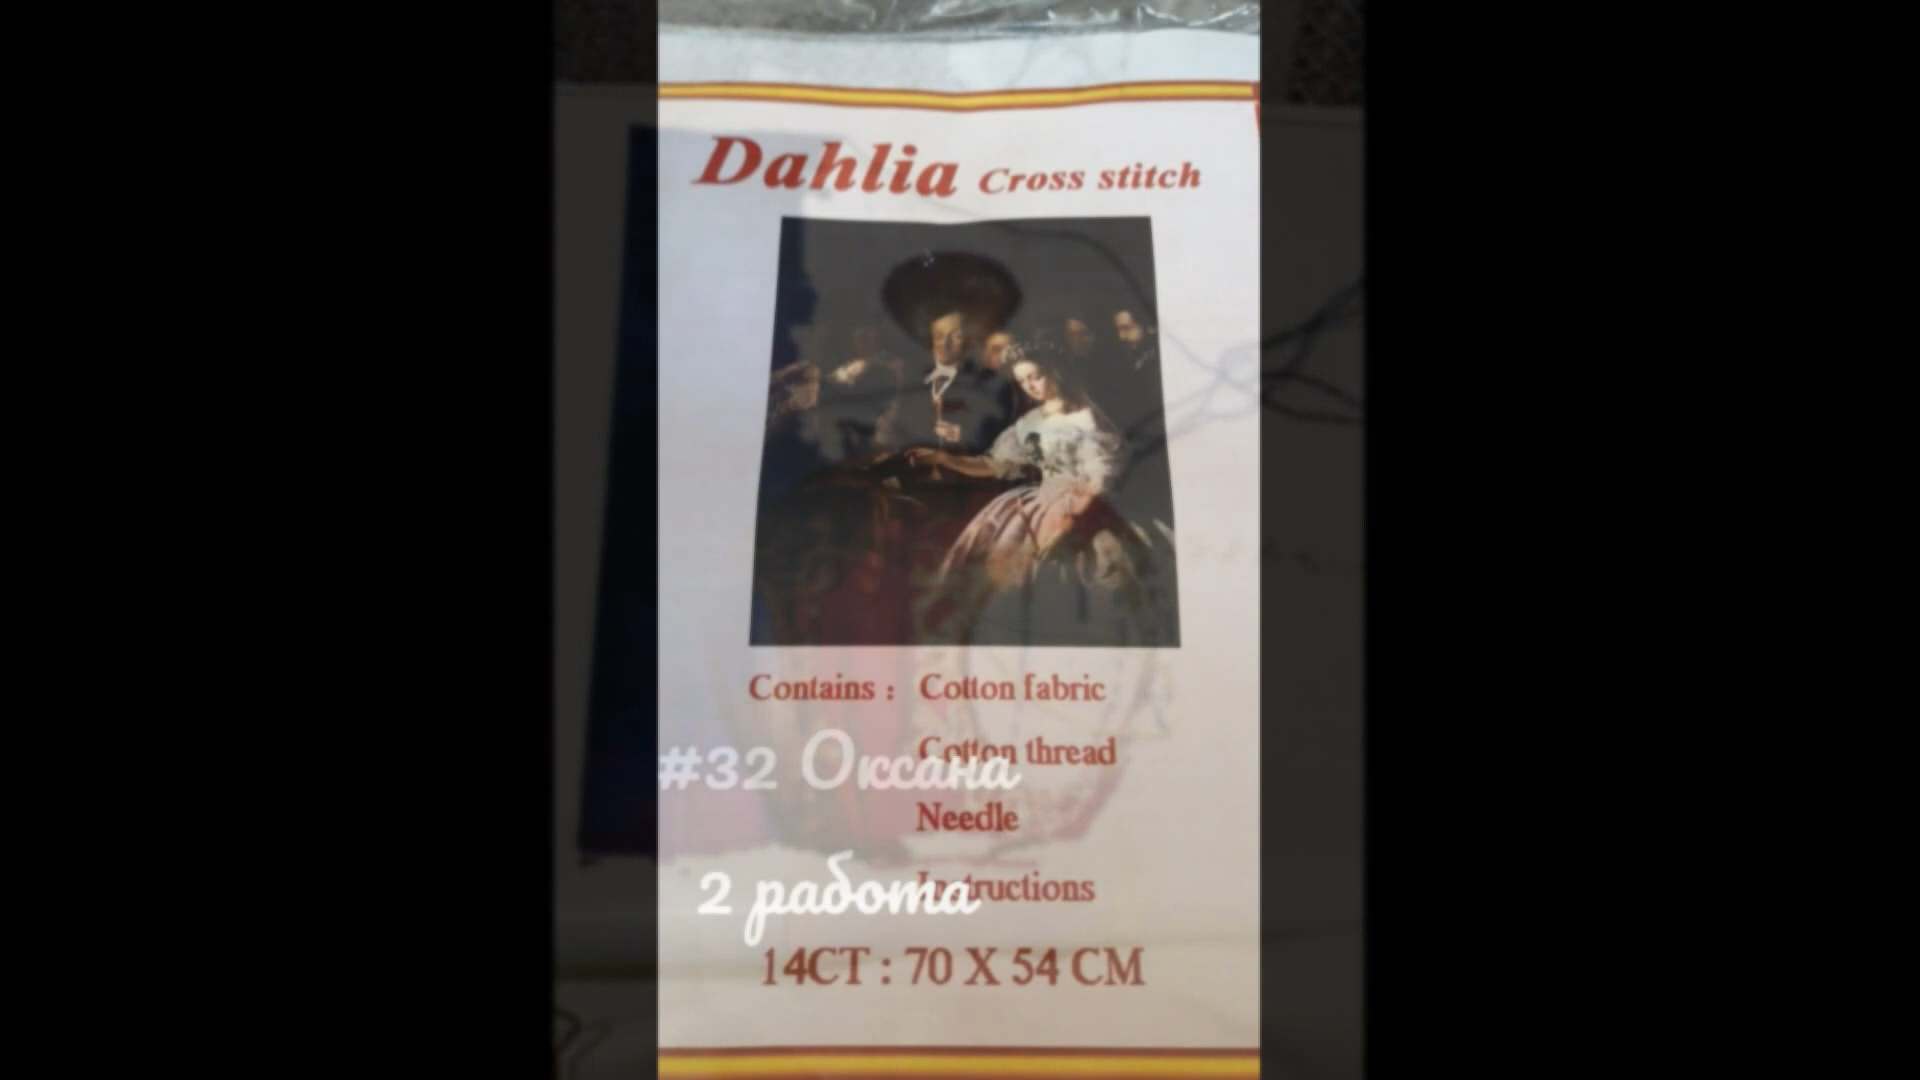 Dahlia Cross stitch
Contains : Cotton fabric
Cotton thread
#32 Оксана
Needle
Instructions
2 работа
14CT : 70 X 54 CM